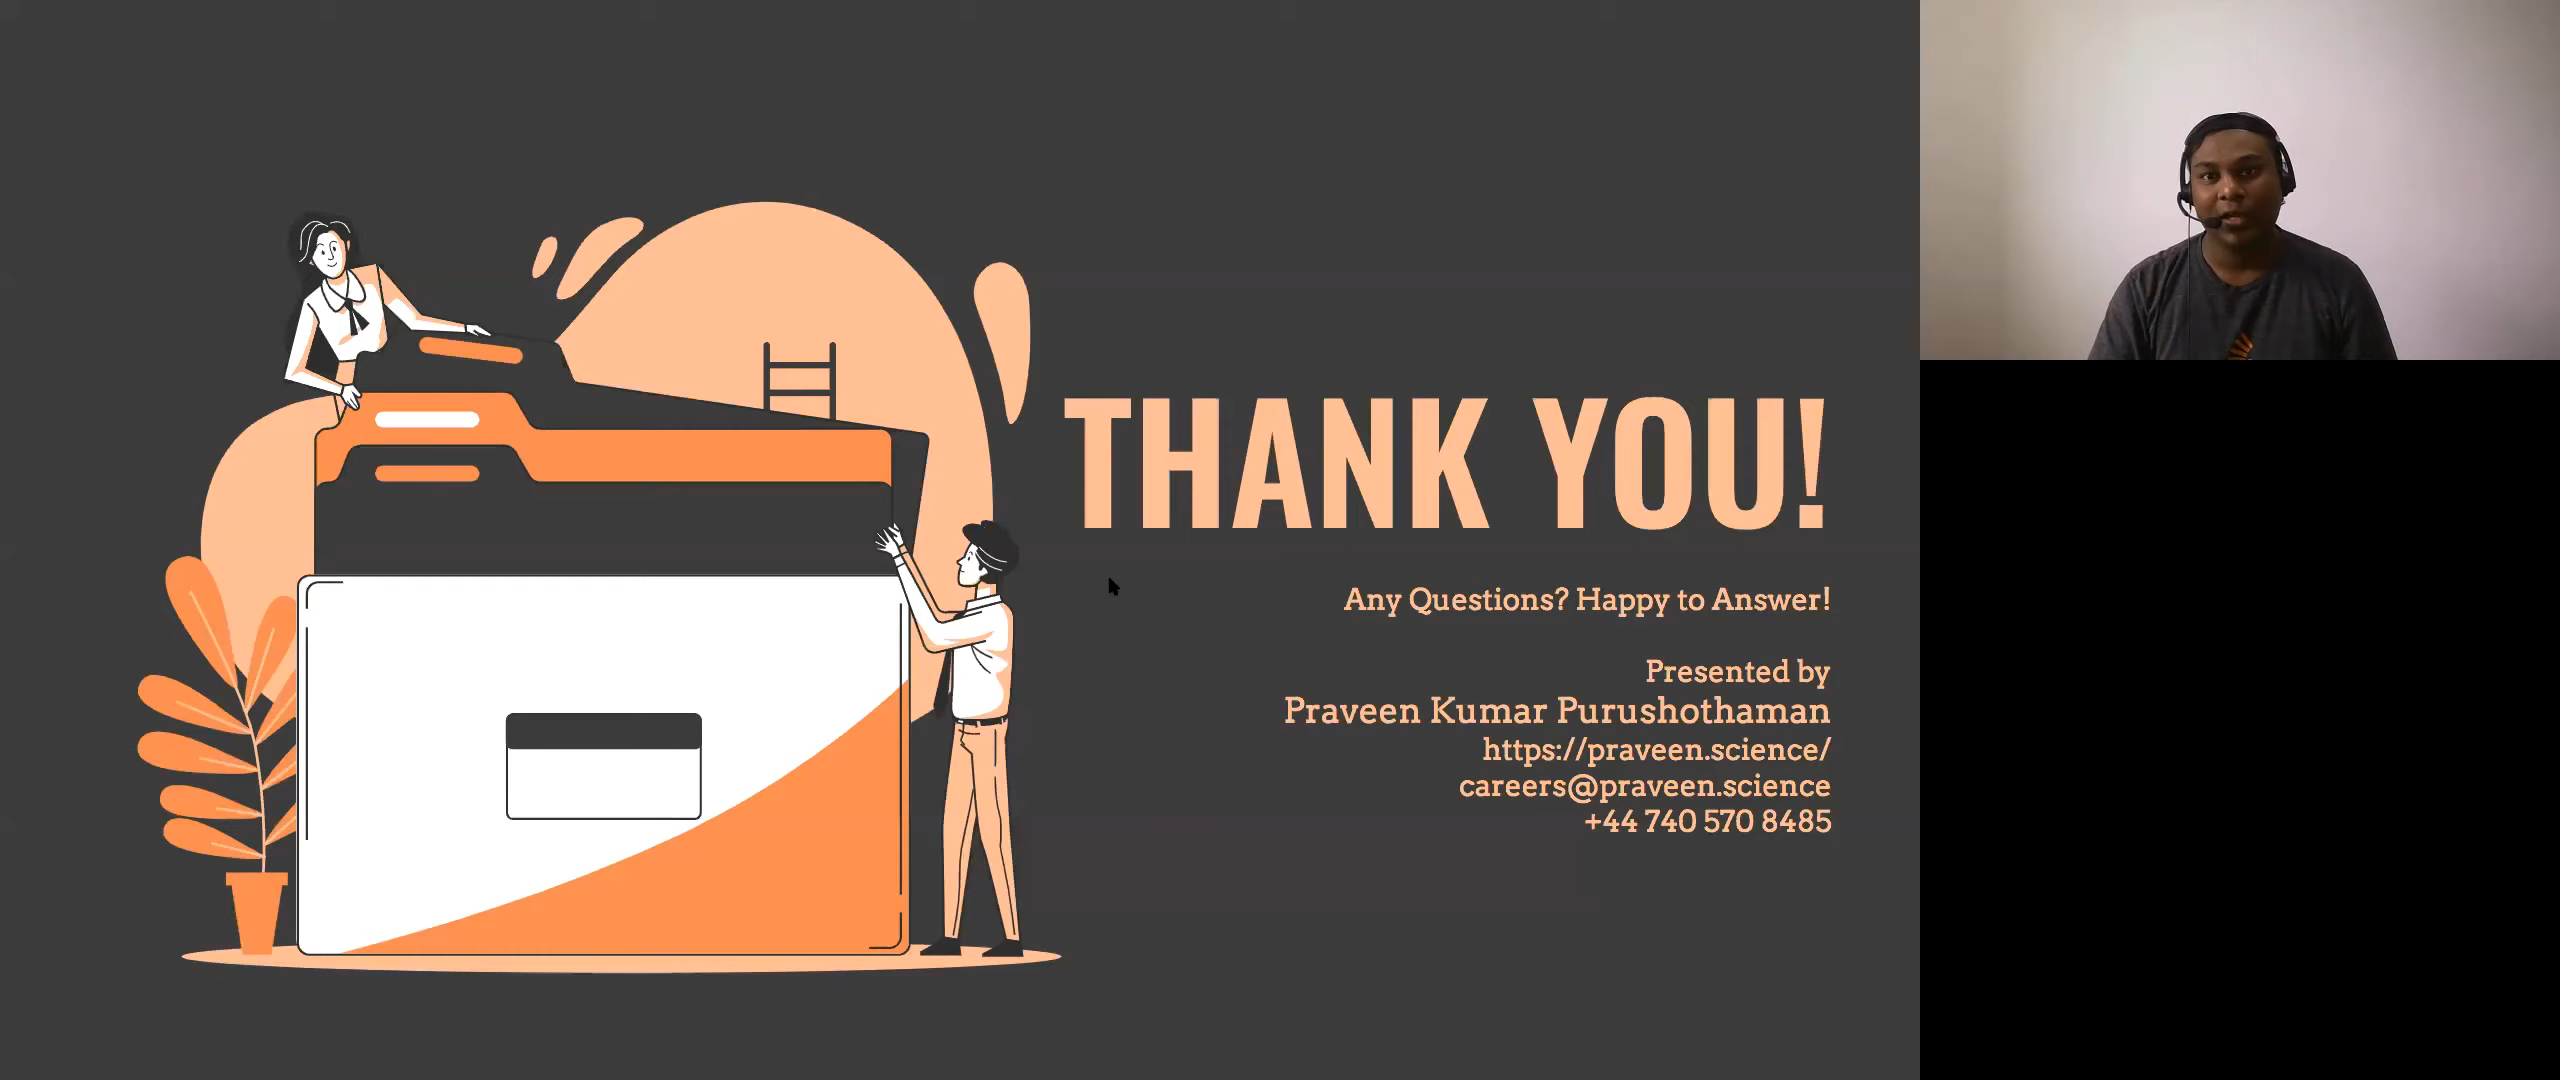 THANK YOU!
Any Questions? Happy to Answer!
Presented by
Praveen Kumar Purushothaman
https://praveen.science/
careers@praveen.science
+44 740 570 8485